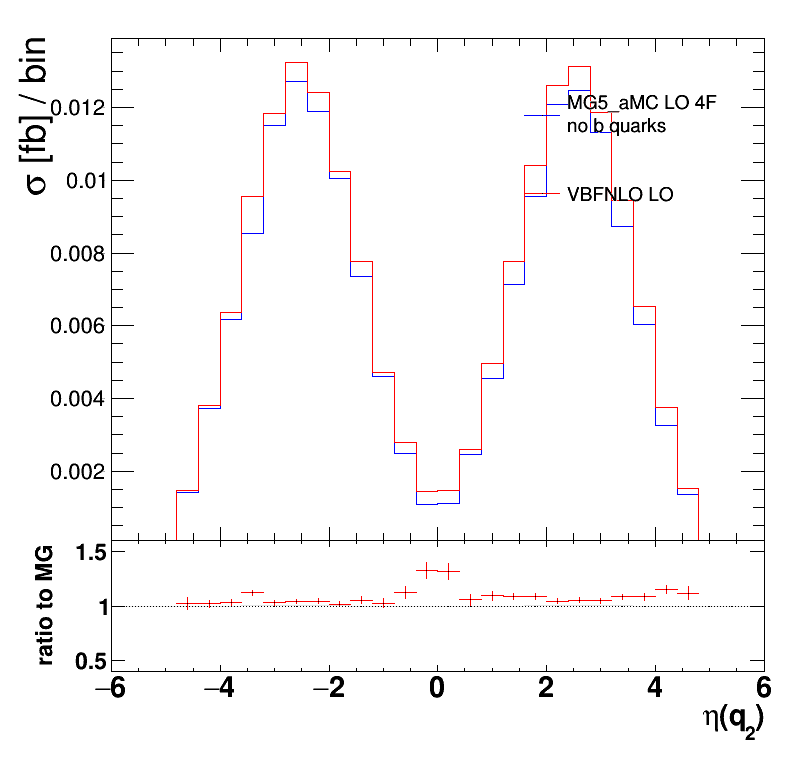 σ [fb] / bin
0.012
0.01
0.008
0.006
0.004
0.002
MG5_aMC LO 4F
no b quarks
VBFNLO LO
ratio to MG
1.5
1
0.5
−6 −4 −2 0 2 4 6
η(q2)